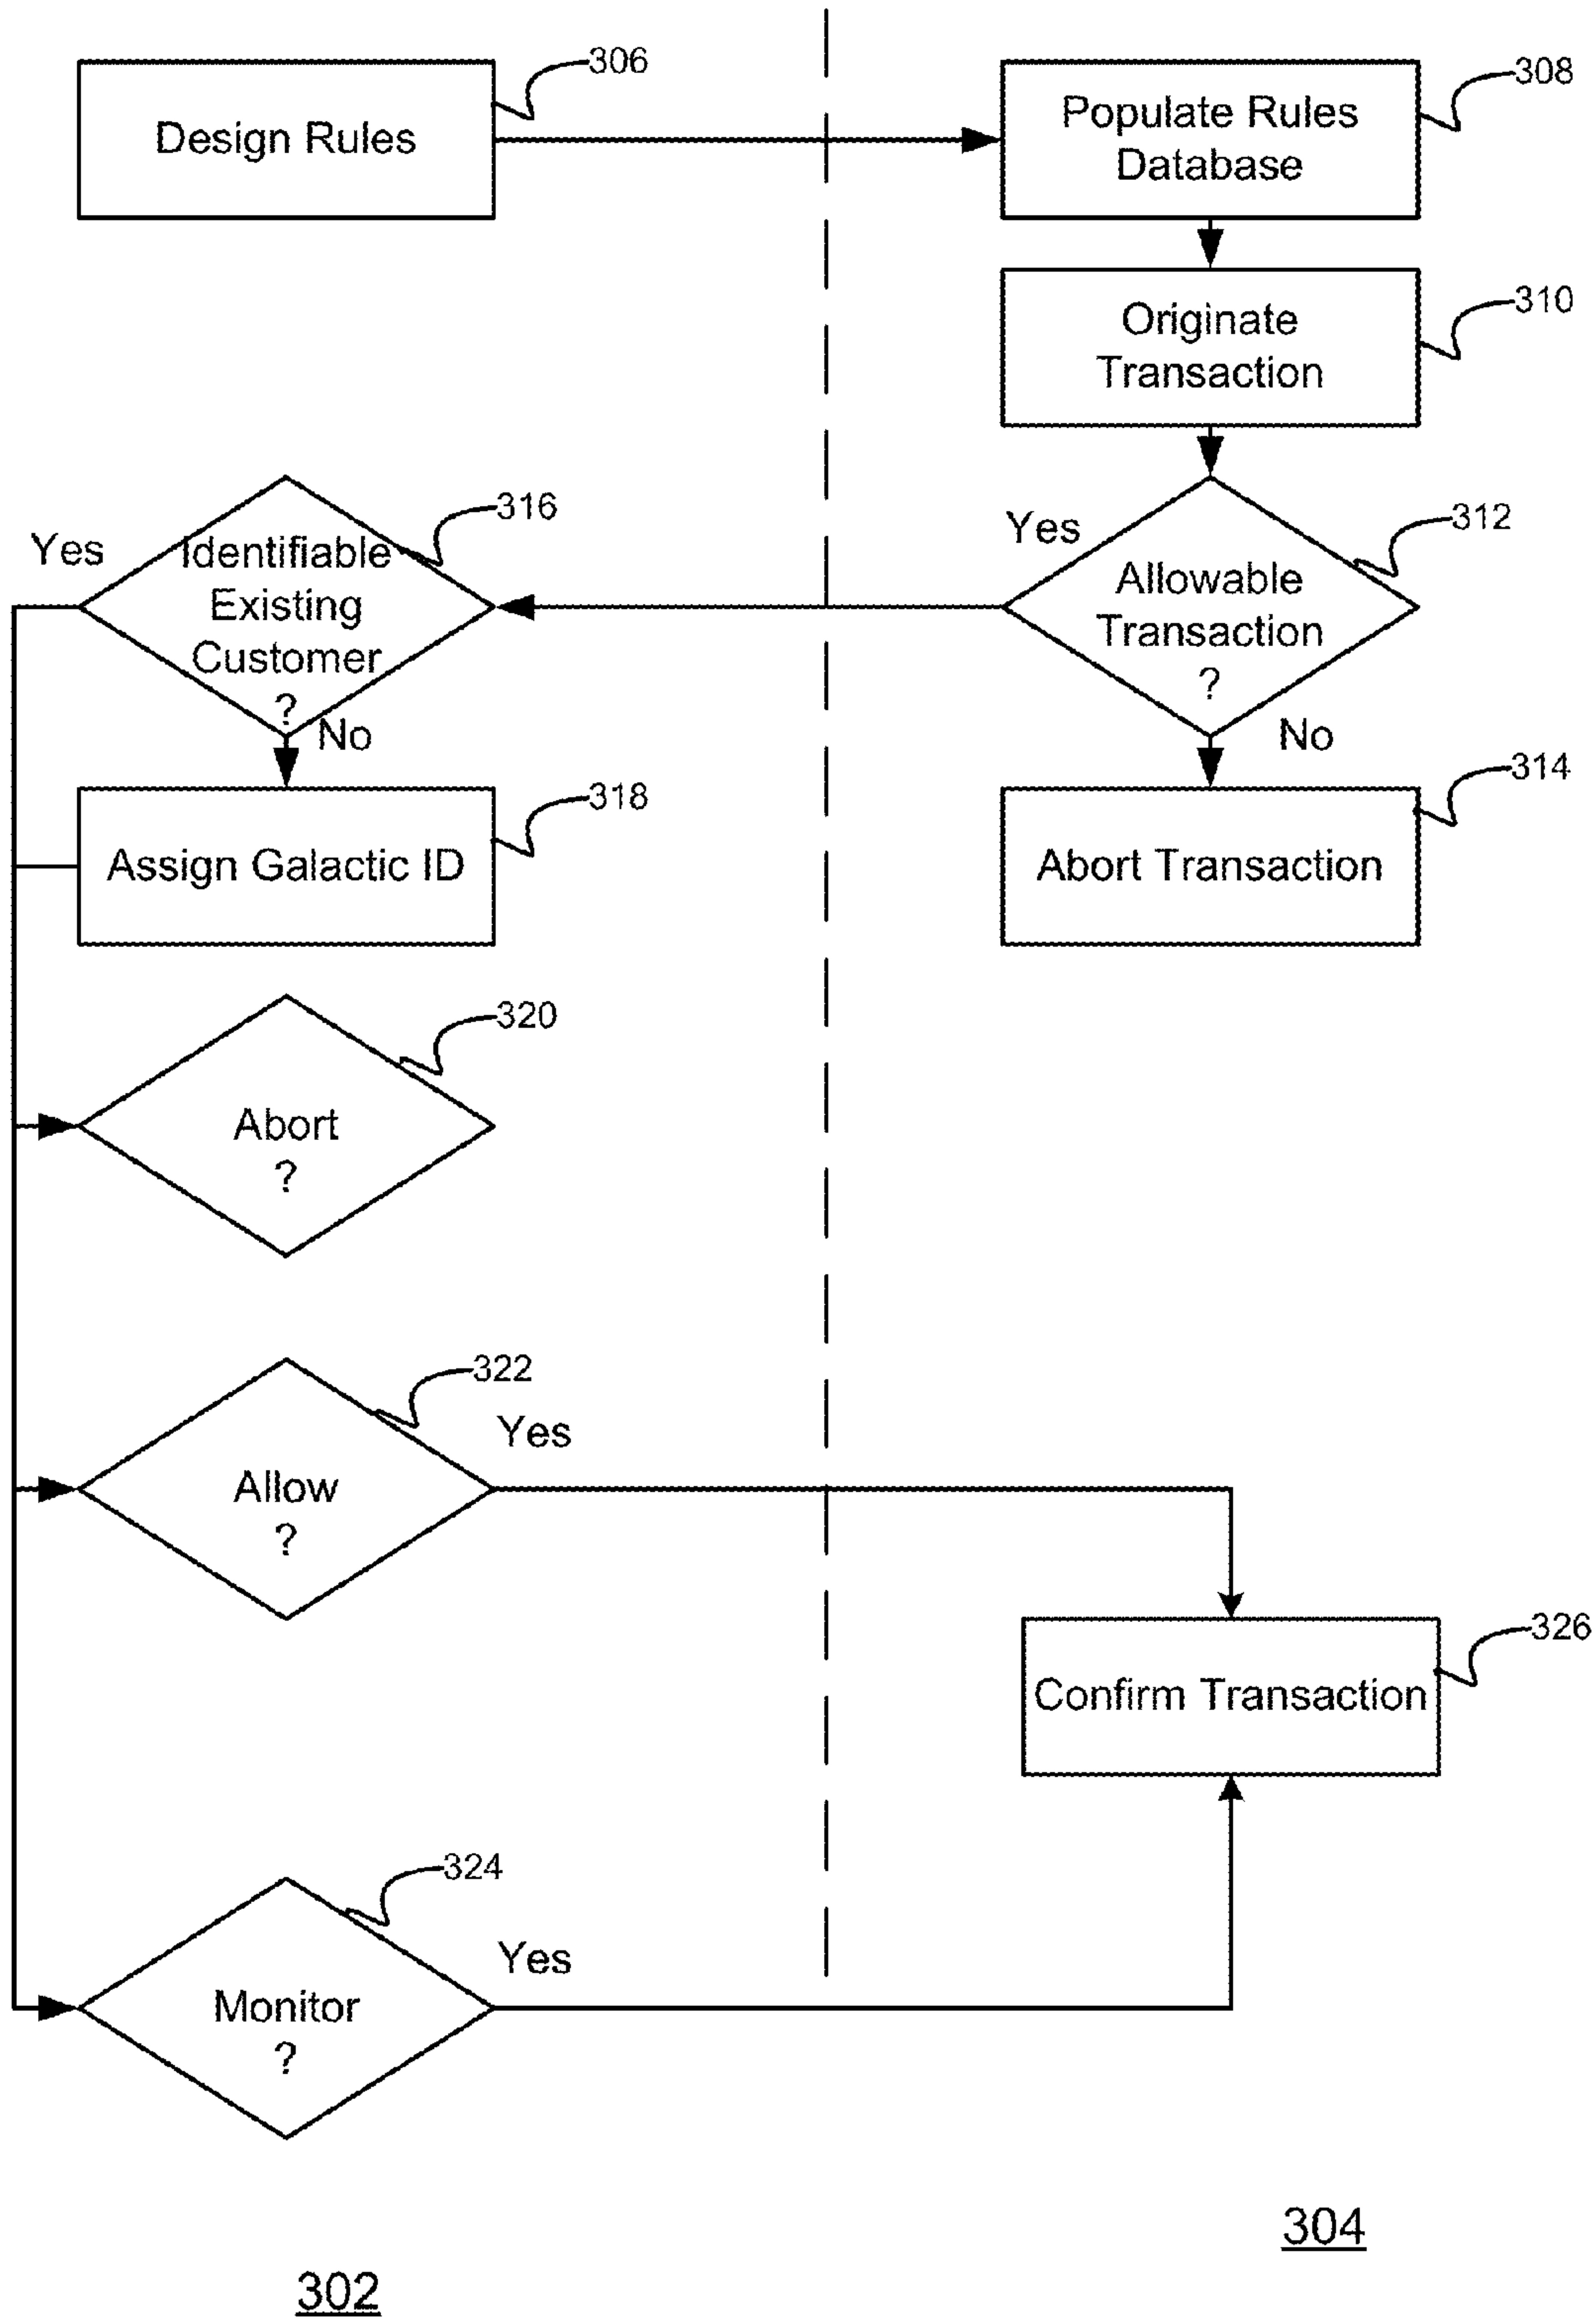 306
Design Rules
308
Populate Rules
Database
310
Originate
Transaction
316
Yes
Identifiable
Existing
Customer
?
No
312
Yes
Allowable
Transaction
?
No
318
Assign Galactic ID
314
Abort Transaction
320
Abort
?
322
Yes
Allow
?
326
Confirm Transaction
324
Yes
Monitor
?
304
302